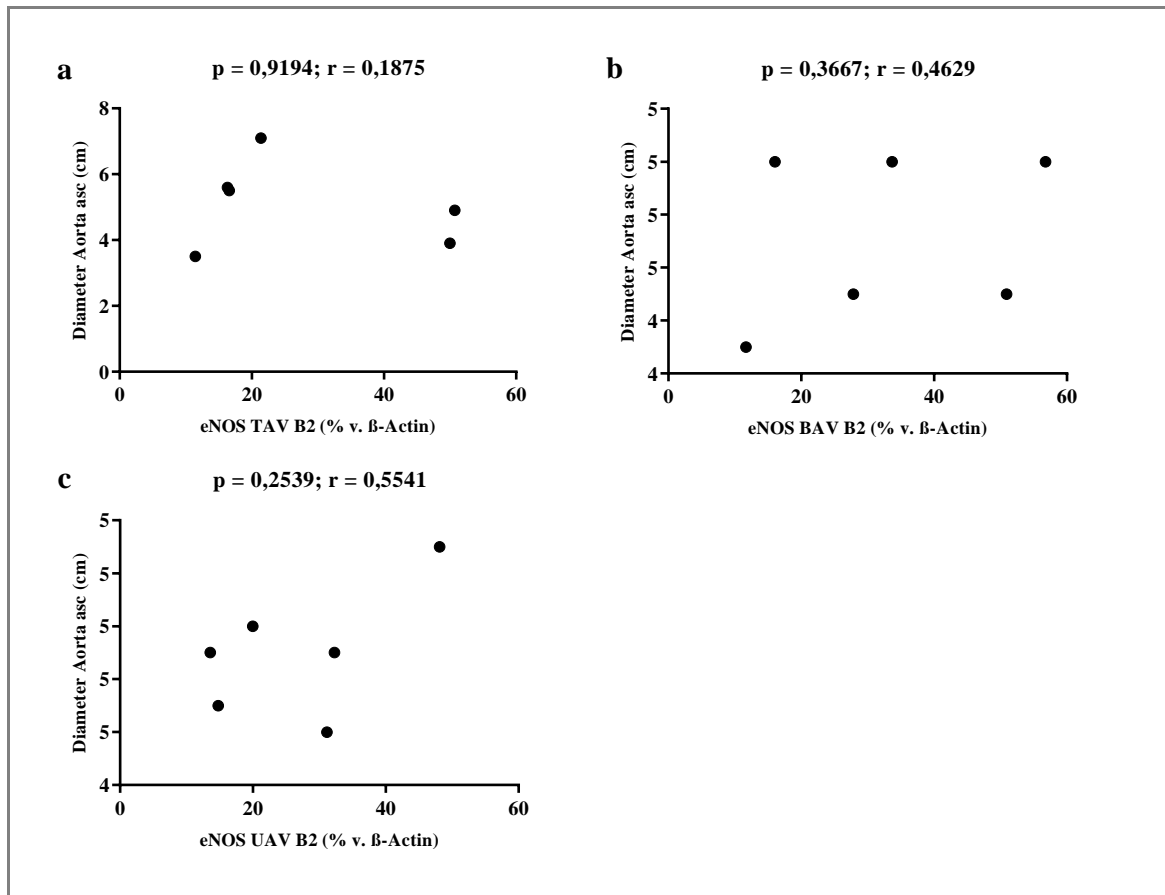 a
p = 0,9194; r = 0,1875
Diameter Aorta asc (cm)
8
6
4
2
0
0 20 40 60
eNOS TAV B2 (% v. ß-Actin)
b
p = 0,3667; r = 0,4629
Diameter Aorta asc (cm)
5
5
5
5
4
4
0 20 40 60
eNOS BAV B2 (% v. ß-Actin)
c
p = 0,2539; r = 0,5541
Diameter Aorta asc (cm)
5
5
5
5
5
4
0 20 40 60
eNOS UAV B2 (% v. ß-Actin)